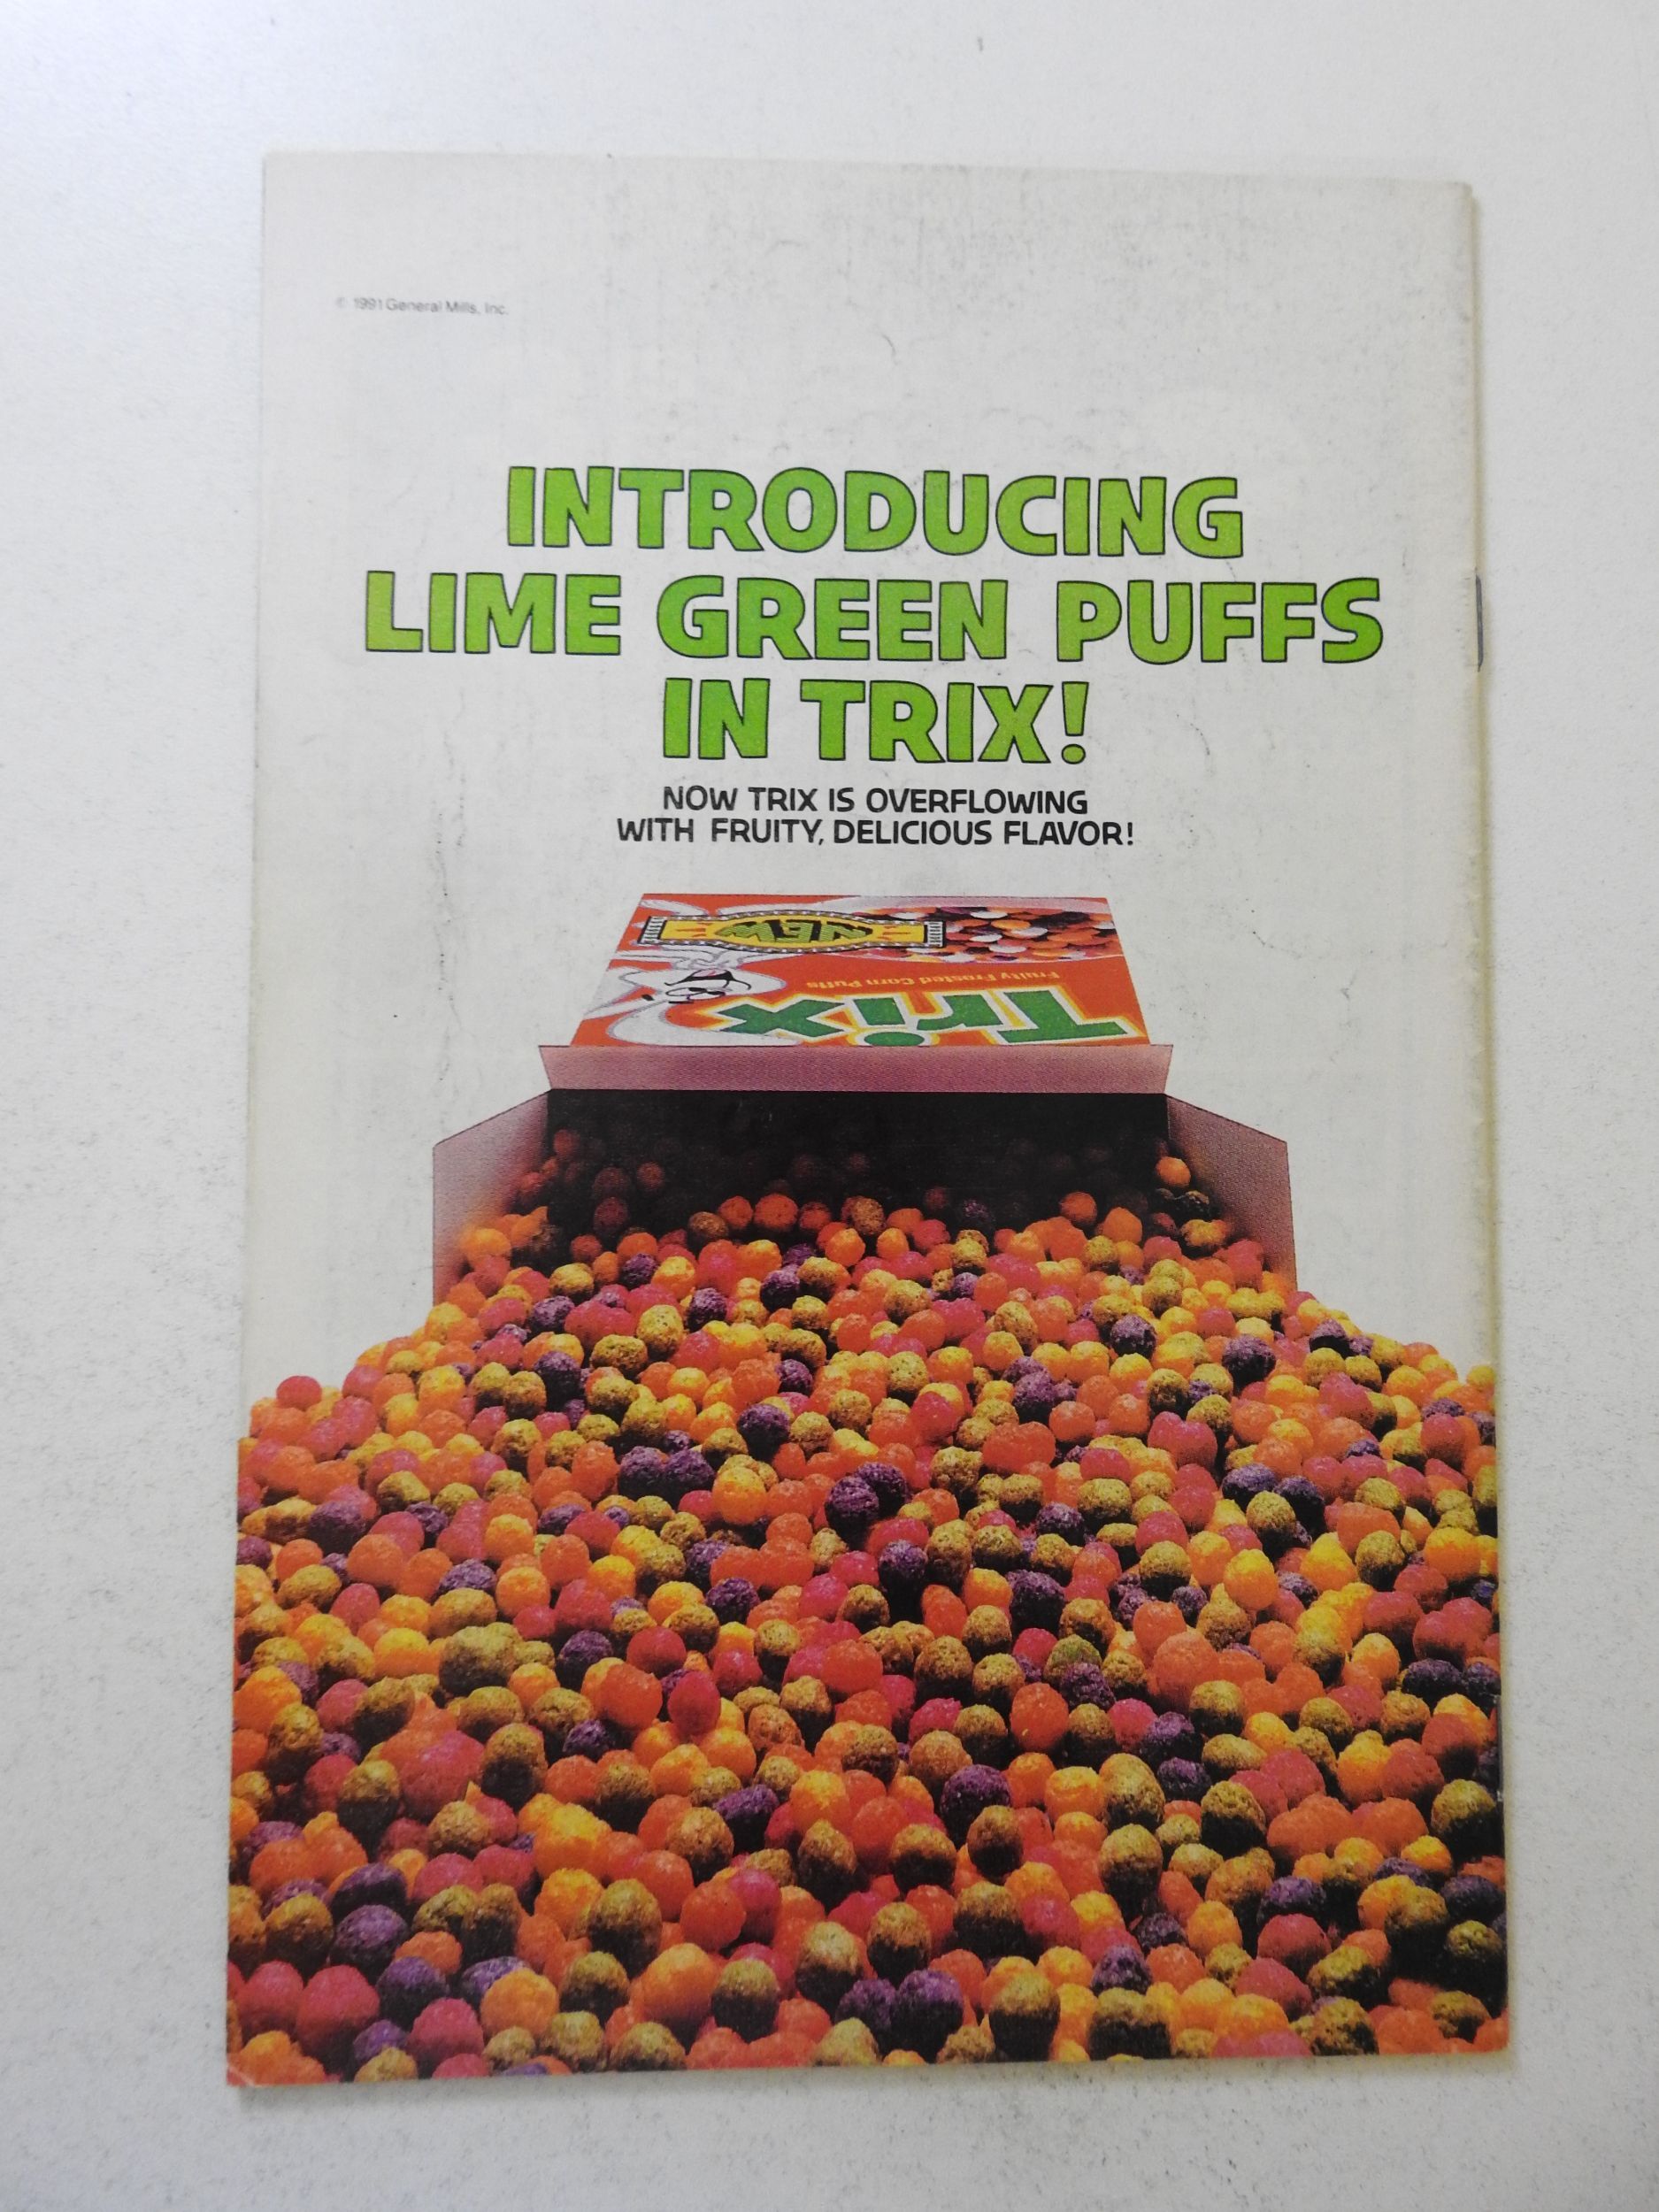 © 1991 General Mills, Inc.
INTRODUCING
LIME GREEN PUFFS
IN TRIX!
NOW TRIX IS OVERFLOWING
WITH FRUITY, DELICIOUS FLAVOR!
NEW
Fruity Frosted Corn Puffs
Trix